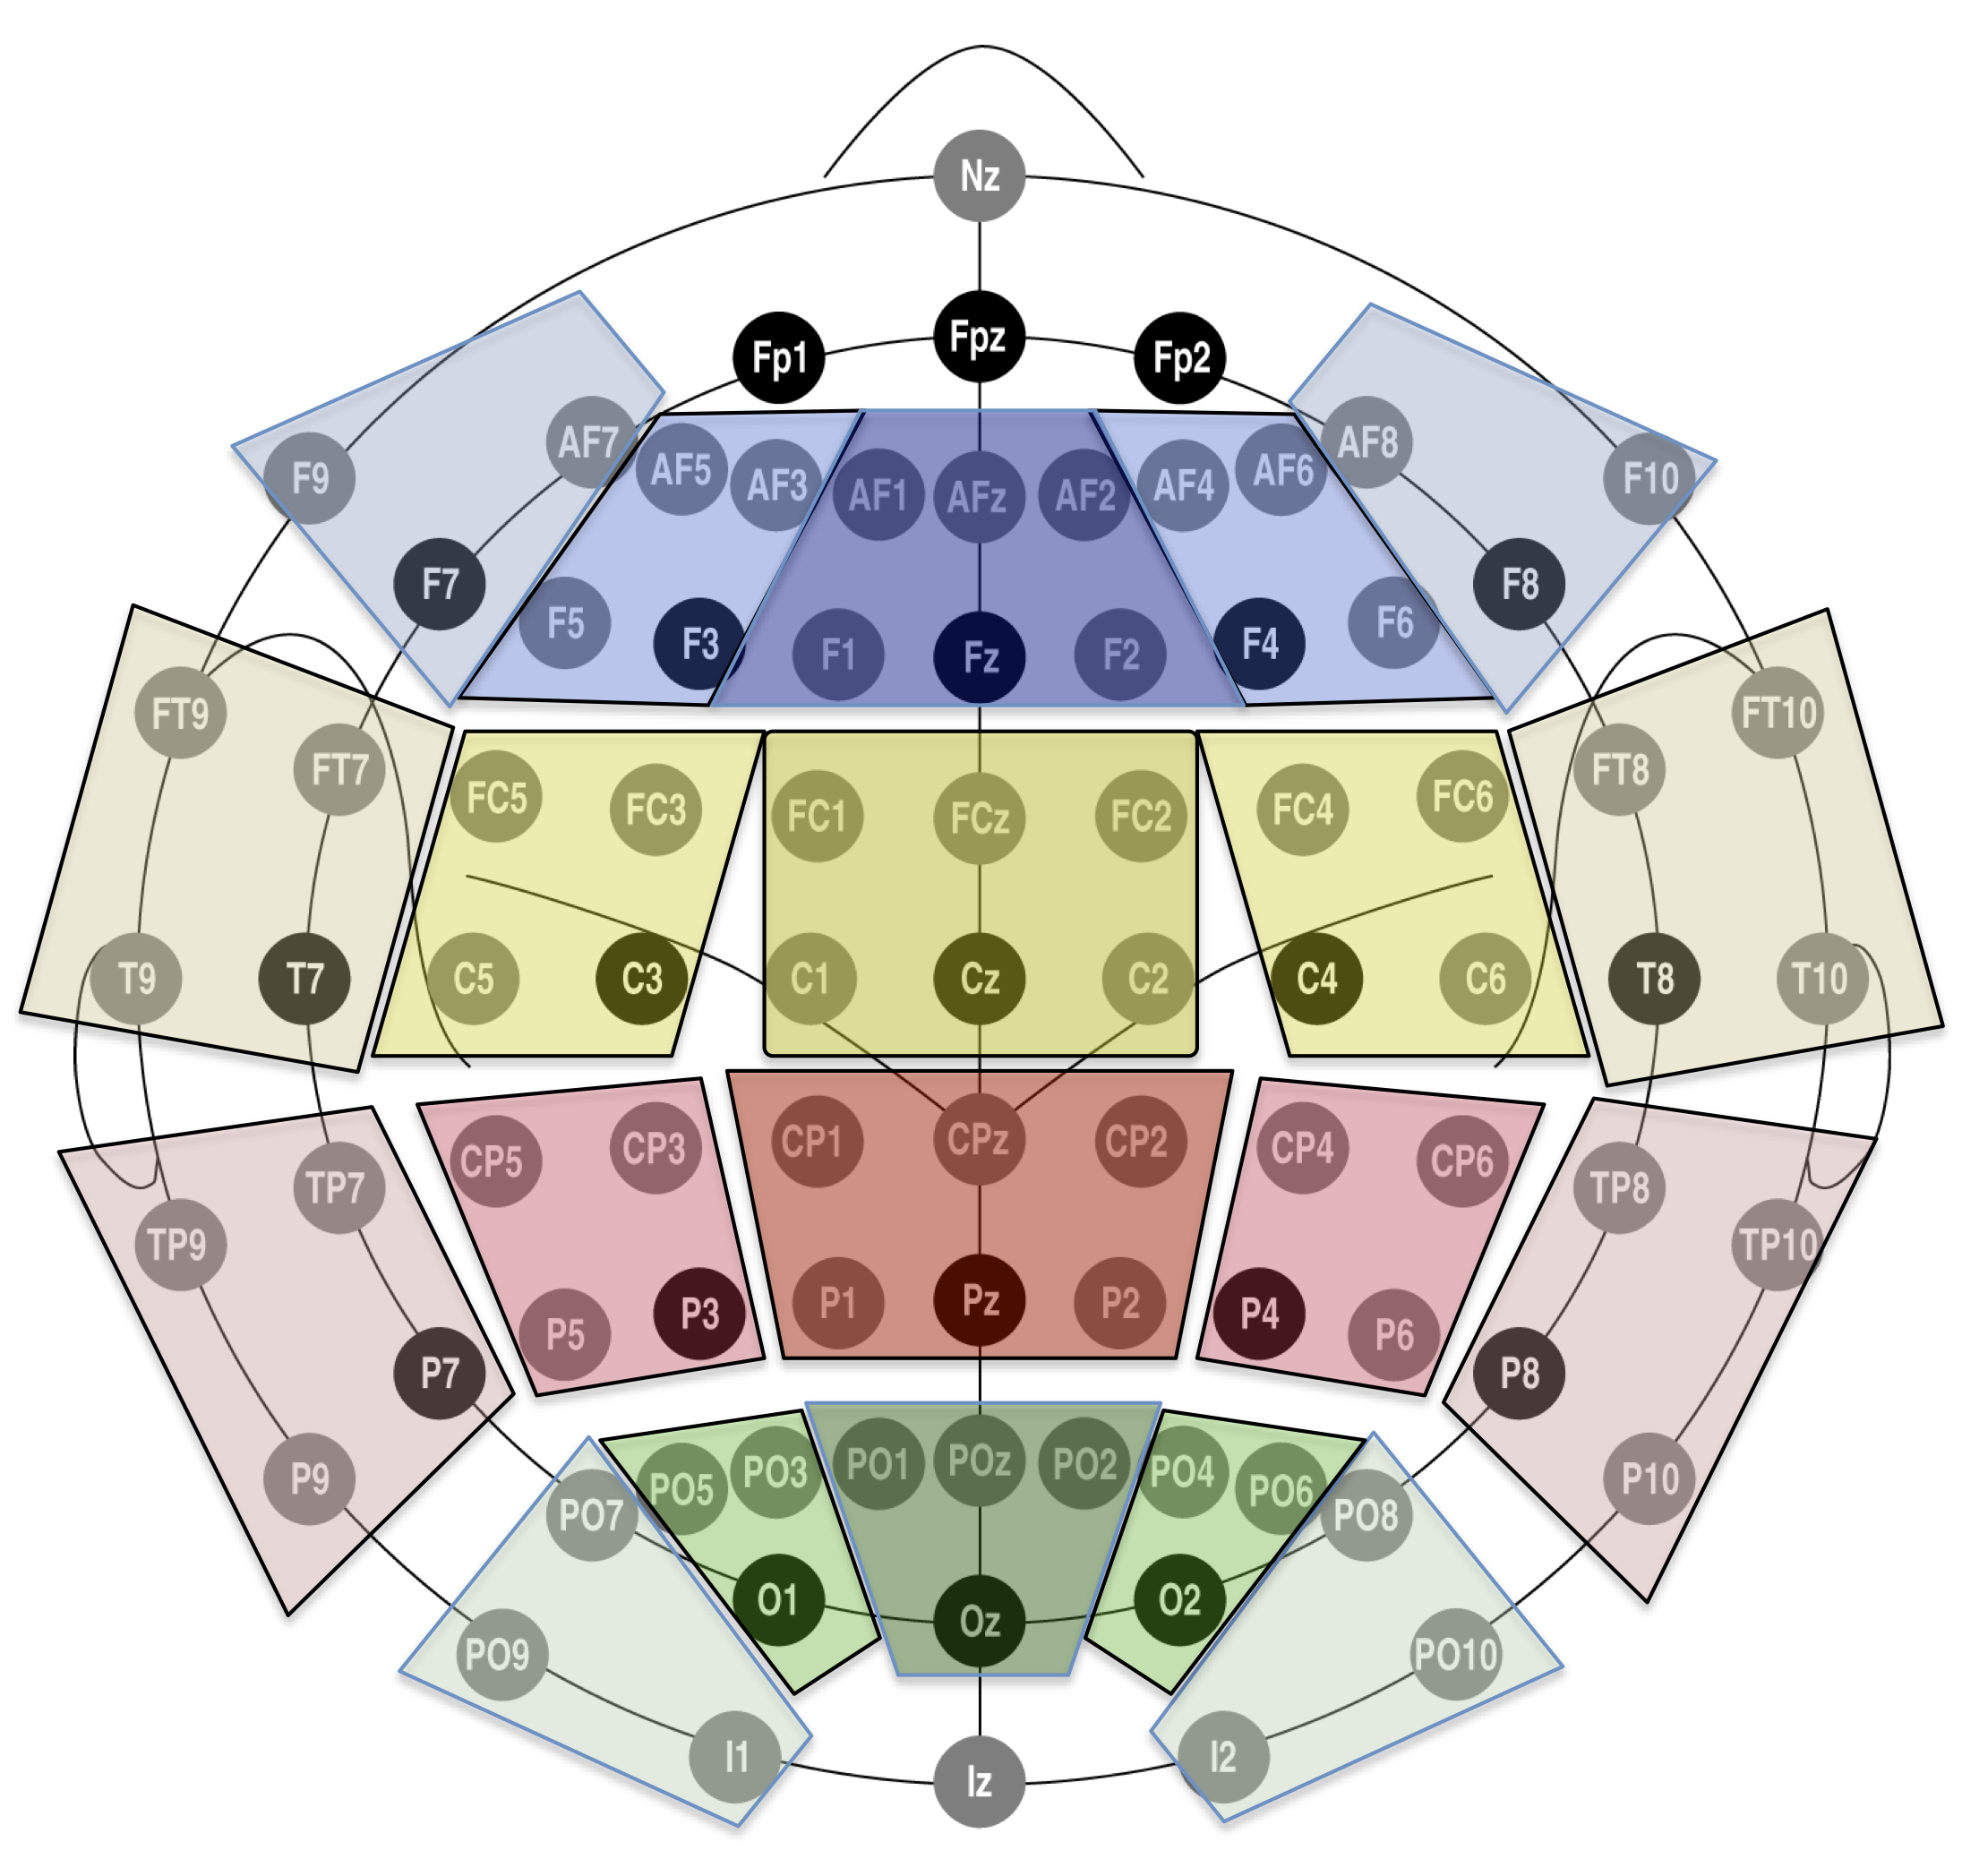 Nz
Fp1 Fpz Fp2
AF7 AF5 AF3 AF1 AFz AF2 AF4 AF6 AF8
F9 F7 F5 F3 F1 Fz F2 F4 F6 F8 F10
FT9 FT7 FC5 FC3 FC1 FCz FC2 FC4 FC6 FT8 FT10
T9 T7 C5 C3 C1 Cz C2 C4 C6 T8 T10
TP9 TP7 CP5 CP3 CP1 CPz CP2 CP4 CP6 TP8 TP10
P9 P7 P5 P3 P1 Pz P2 P4 P6 P8 P10
PO9 PO7 PO5 PO3 PO1 POz PO2 PO4 PO6 PO8 PO10
O1 Oz O2
I1 Iz I2